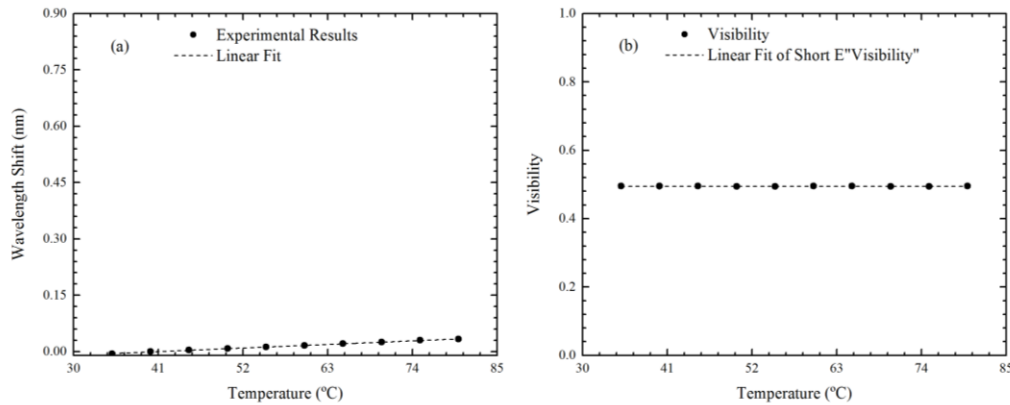 (a)
Experimental Results
Linear Fit
0.90
0.75
0.60
0.45
0.30
0.15
0.00
Wavelength Shift (nm)
30 41 52 63 74 85
Temperature (ºC)
(b)
Visibility
Linear Fit of Short E"Visibility"
1.0
0.8
0.6
0.4
0.2
0.0
Visibility
30 41 52 63 74 85
Temperature (ºC)